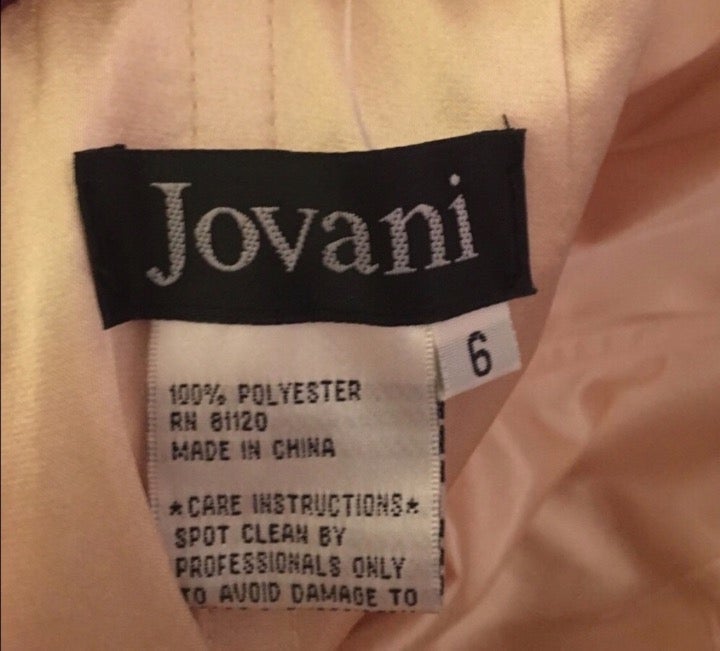 Jovani
6
100% POLYESTER
RN 81120
MADE IN CHINA
*CARE INSTRUCTIONS*
SPOT CLEAN BY
PROFESSIONALS ONLY
TO AVOID DAMAGE TO